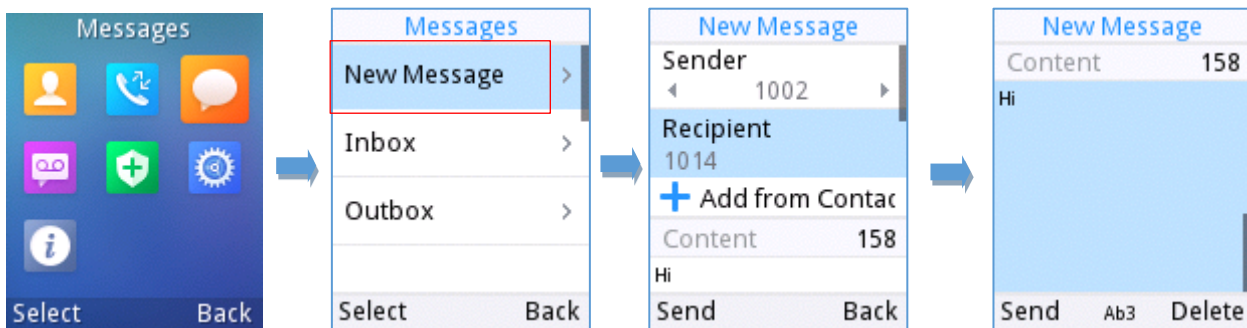 Messages
Select Back
Messages
New Message
Inbox
Outbox
Select Back
New Message
Sender
1002
Recipient
1014
Add from Contac
Content 158
Hi
Send Back
New Message
Content 158
Hi
Send Ab3 Delete